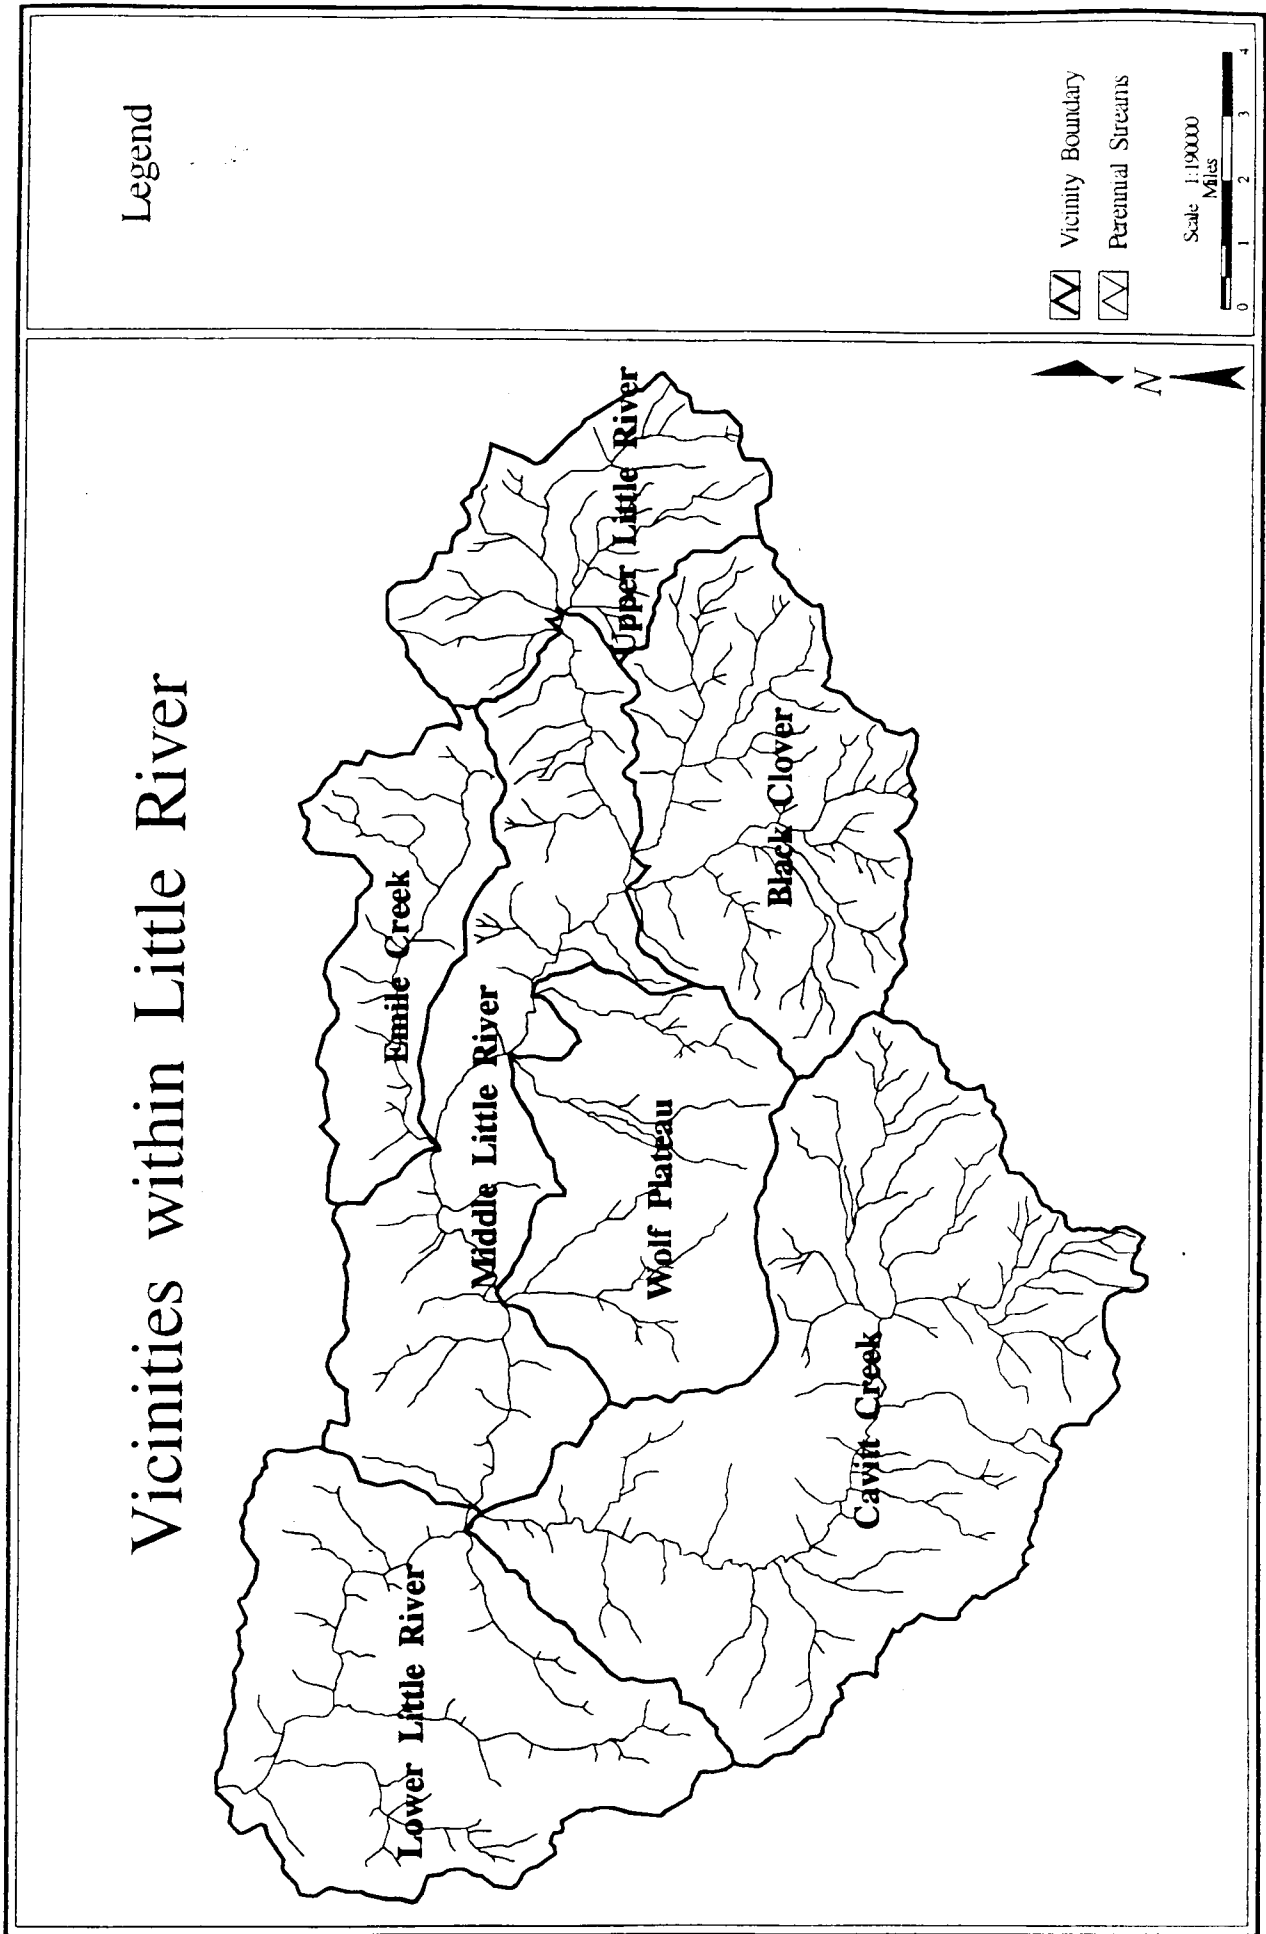 Vicinities within Little River
Lower Little River
Emile Creek
Middle Little River
Upper Little River
Wolf Plateau
Black Clover
Cavitt Creek
Legend
Vicinity Boundary
Perennial Streams
Scale 1:190000
Miles
0 1 2 3 4
N